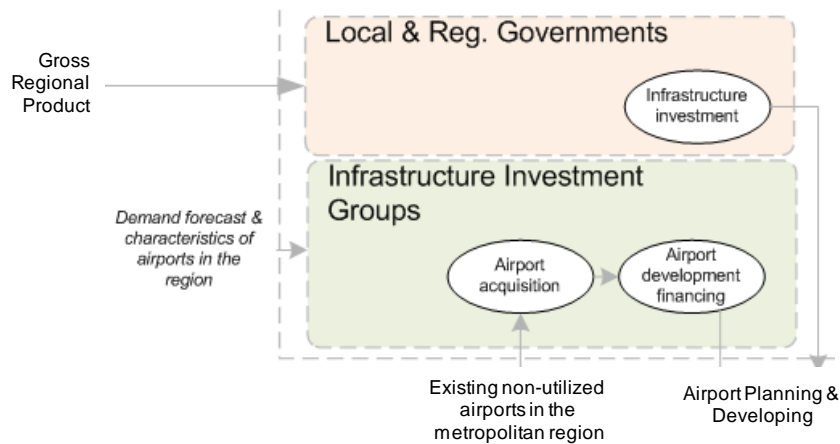 Local & Reg. Governments
Gross
Regional
Product
Infrastructure
investment
Infrastructure Investment
Groups
Demand forecast &
characteristics of
airports in the
region
Airport
acquisition
Airport
development
financing
Existing non-utilized
airports in the
metropolitan region
Airport Planning &
Developing